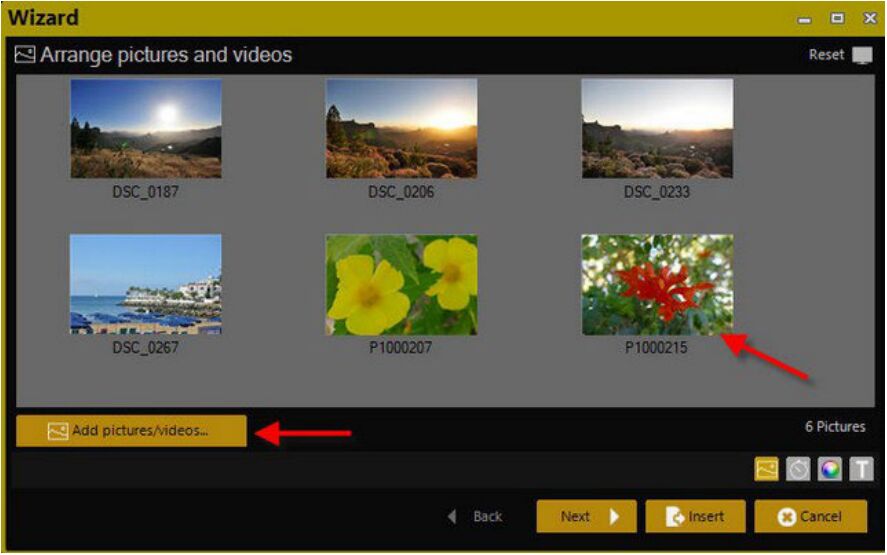 Wizard
Arrange pictures and videos
Reset
DSC_0187
DSC_0206
DSC_0233
DSC_0267
P1000207
P1000215
Add pictures/videos...
6 Pictures
T
Back
Next
Insert
Cancel